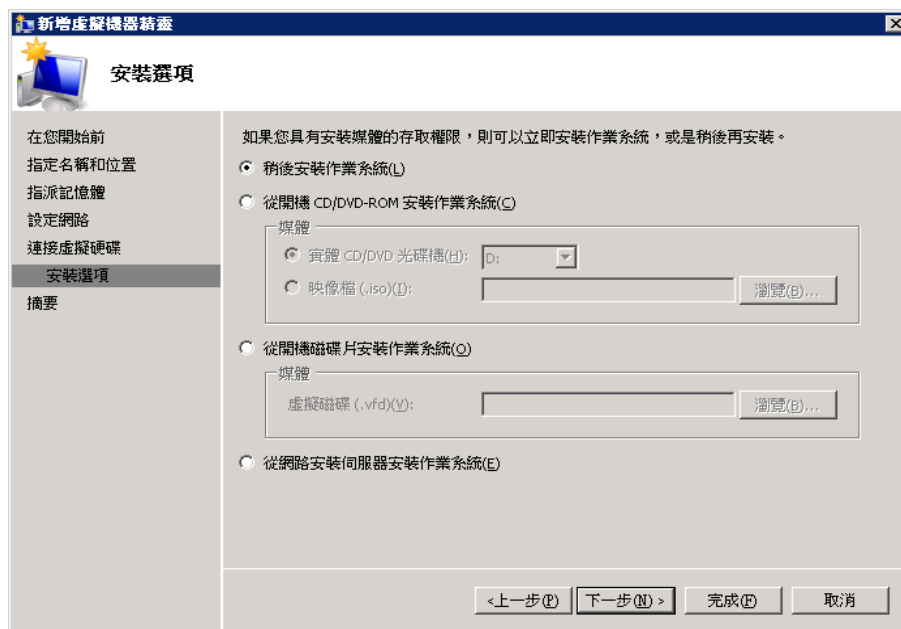 新增虛擬機器精靈
安裝選項
在您開始前
指定名稱和位置
指派記憶體
設定網路
連接虛擬硬碟
安裝選項
摘要
如果您具有安裝媒體的存取權限，則可以立即安裝作業系統，或是稍後再安裝。
稍後安裝作業系統(L)
從開機 CD/DVD-ROM 安裝作業系統(C)
媒體
實體 CD/DVD 光碟機(H): D:
映像檔 (.iso)(I): 瀏覽(B)...
從開機磁碟片安裝作業系統(O)
媒體
虛擬磁碟 (.vfd)(V): 瀏覽(B)...
從網路安裝伺服器安裝作業系統(E)
<上一步(P) 下一步(N) > 完成(F) 取消